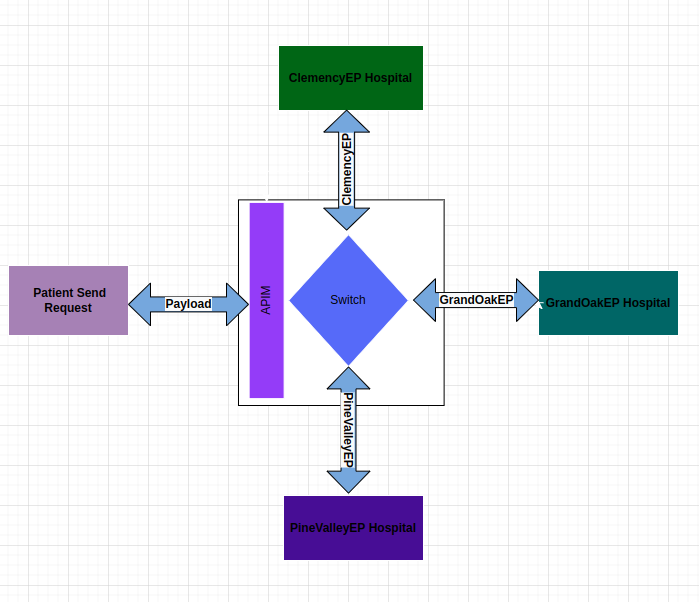 ClemencyEP Hospital
ClemencyEP
Patient Send
Request
Payload
APIM
Switch
GrandOakEP
GrandOakEP Hospital
PineValleyEP
PineValleyEP Hospital